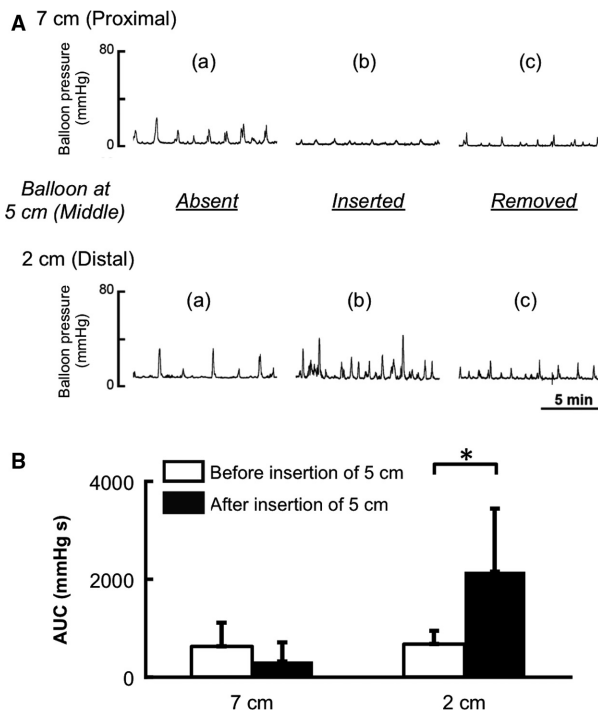 A 7 cm (Proximal)
80
0
Balloon pressure
(mmHg)
(a) (b) (c)
Balloon at
5 cm (Middle)
Absent Inserted Removed
2 cm (Distal)
80
0
Balloon pressure
(mmHg)
(a) (b) (c)
5 min
B
Before insertion of 5 cm
After insertion of 5 cm
*
4000
2000
0
AUC (mmHg s)
7 cm 2 cm